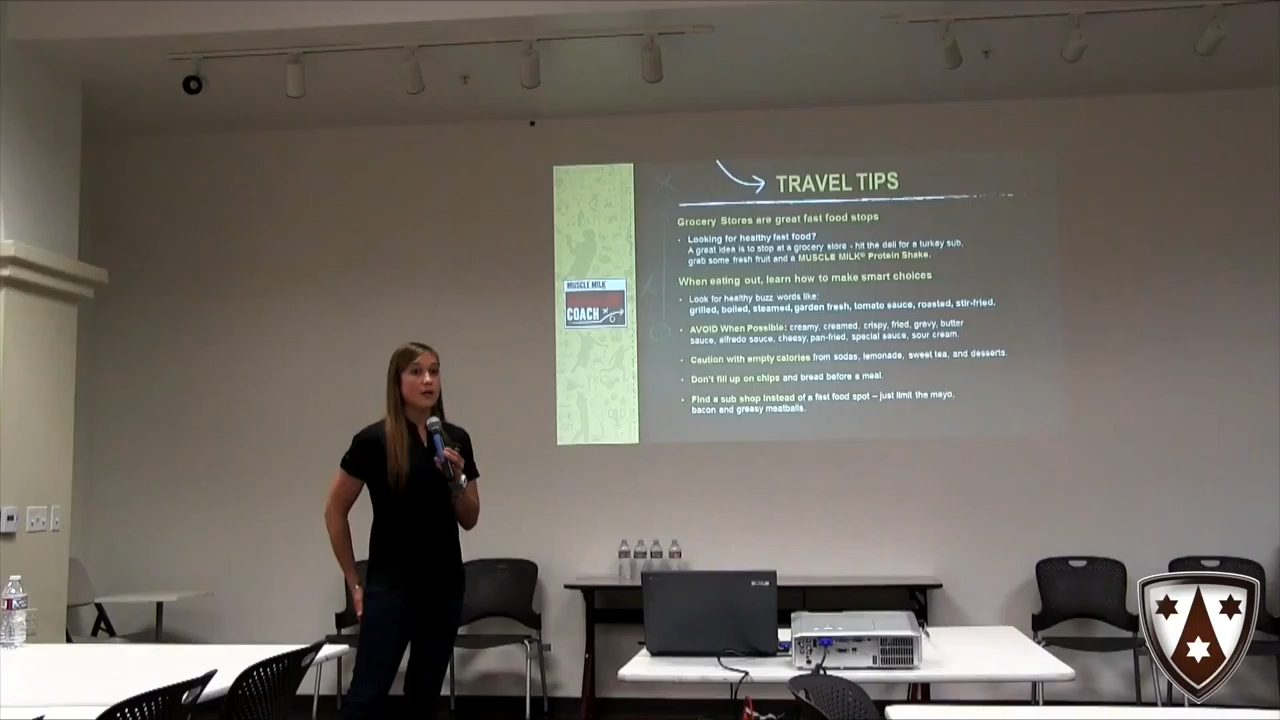 TRAVEL TIPS
Grocery Stores are great fast food stops
• Looking for healthy fast food?
A great idea is to stop at a grocery store - hit the deli for a turkey sub,
grab some fresh fruit and a MUSCLE MILK® Protein Shake.
When eating out, learn how to make smart choices
• Look for healthy buzz words like:
grilled, boiled, steamed, garden fresh, tomato sauce, roasted, stir-fried.
• AVOID When Possible: creamy, creamed, crispy, fried, gravy, butter
sauce, alfredo sauce, cheesy, pan-fried, special sauce, sour cream.
• Caution with empty calories from sodas, lemonade, sweet tea, and desserts.
• Don't fill up on chips and bread before a meal.
• Find a sub shop instead of a fast food spot – just limit the mayo,
bacon and greasy meatballs.
MUSCLE MILK
COACH